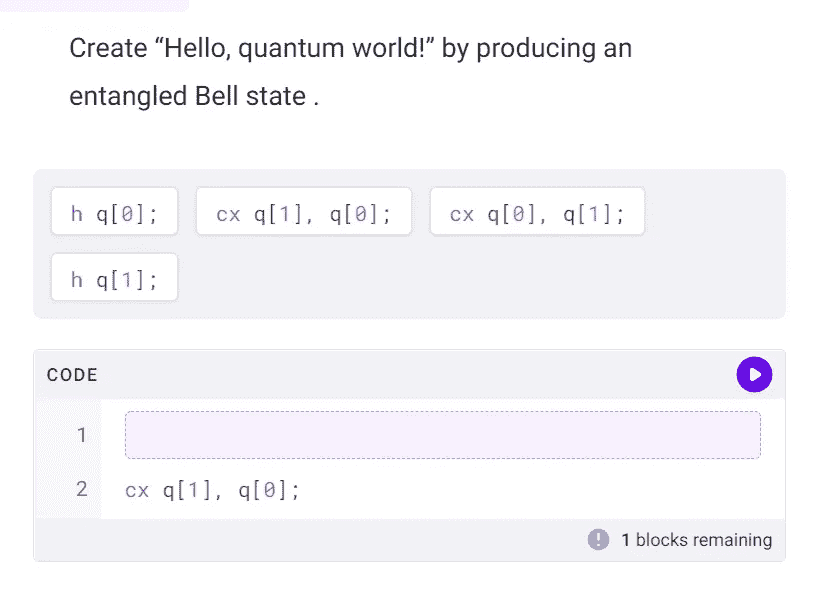 Create “Hello, quantum world!” by producing an
entangled Bell state .
h q[0];
cx q[1], q[0];
cx q[0], q[1];
h q[1];
CODE
1
2 cx q[1], q[0];
! 1 blocks remaining